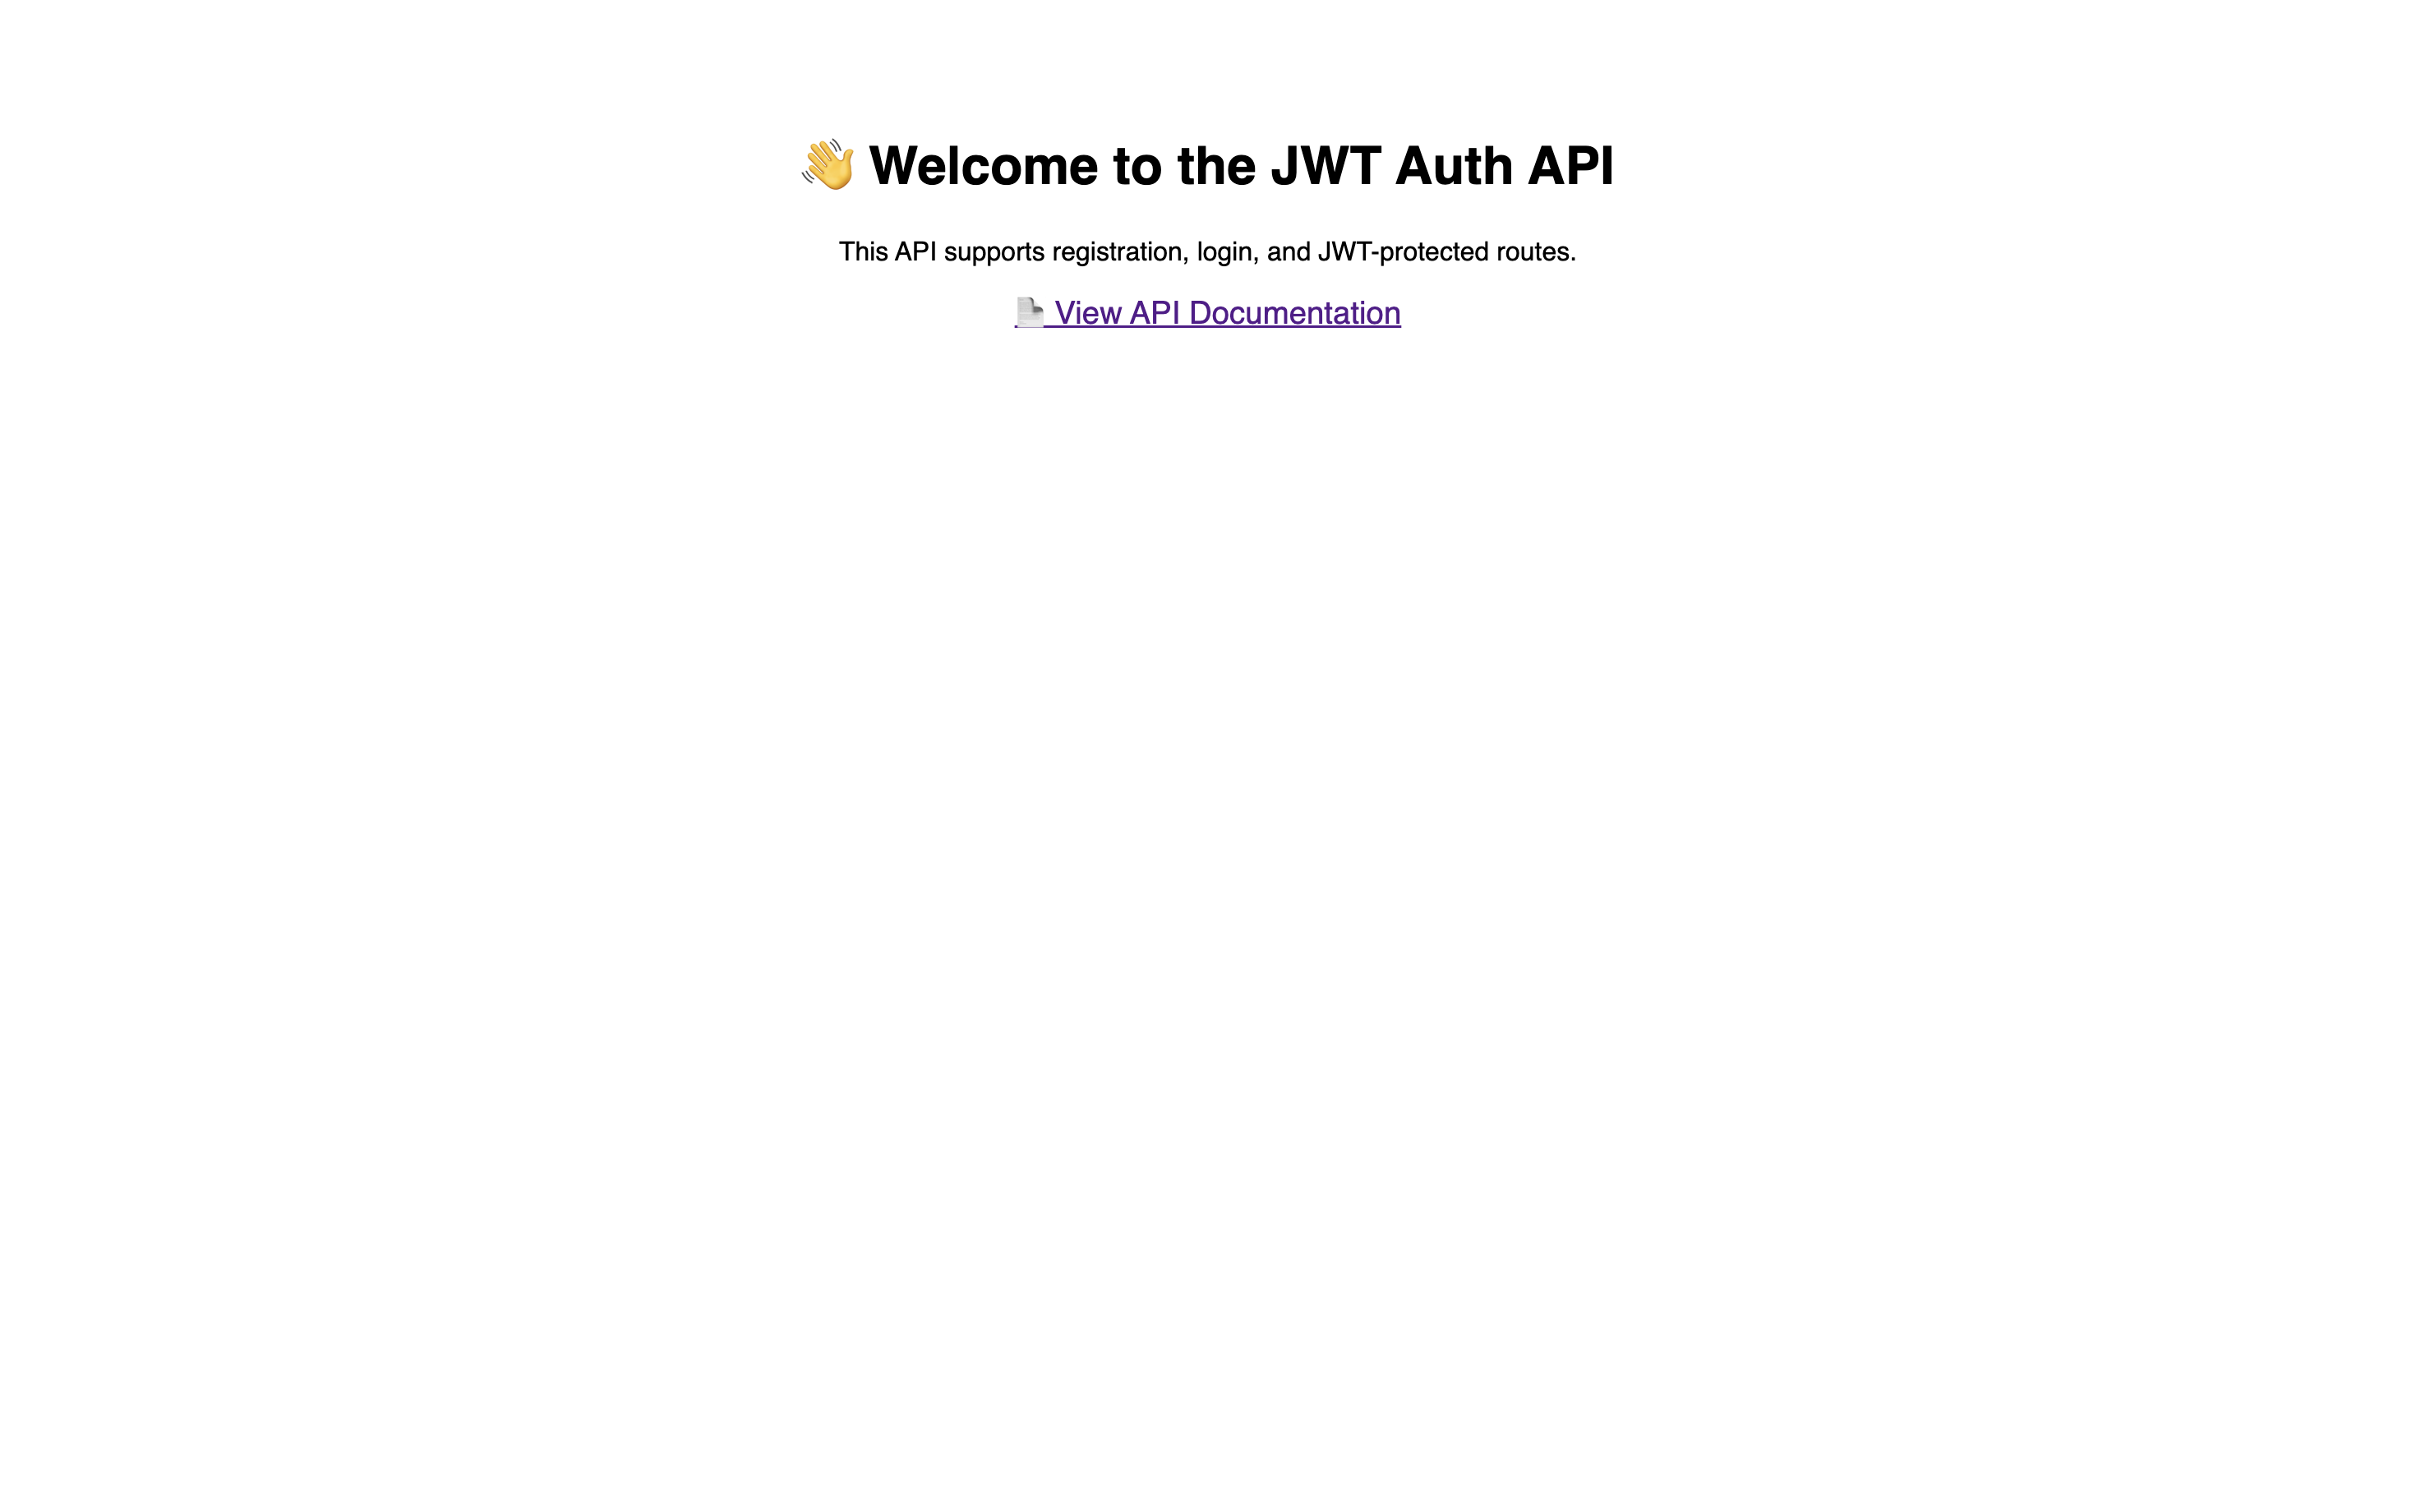 👋 Welcome to the JWT Auth API
This API supports registration, login, and JWT-protected routes.
📄 View API Documentation